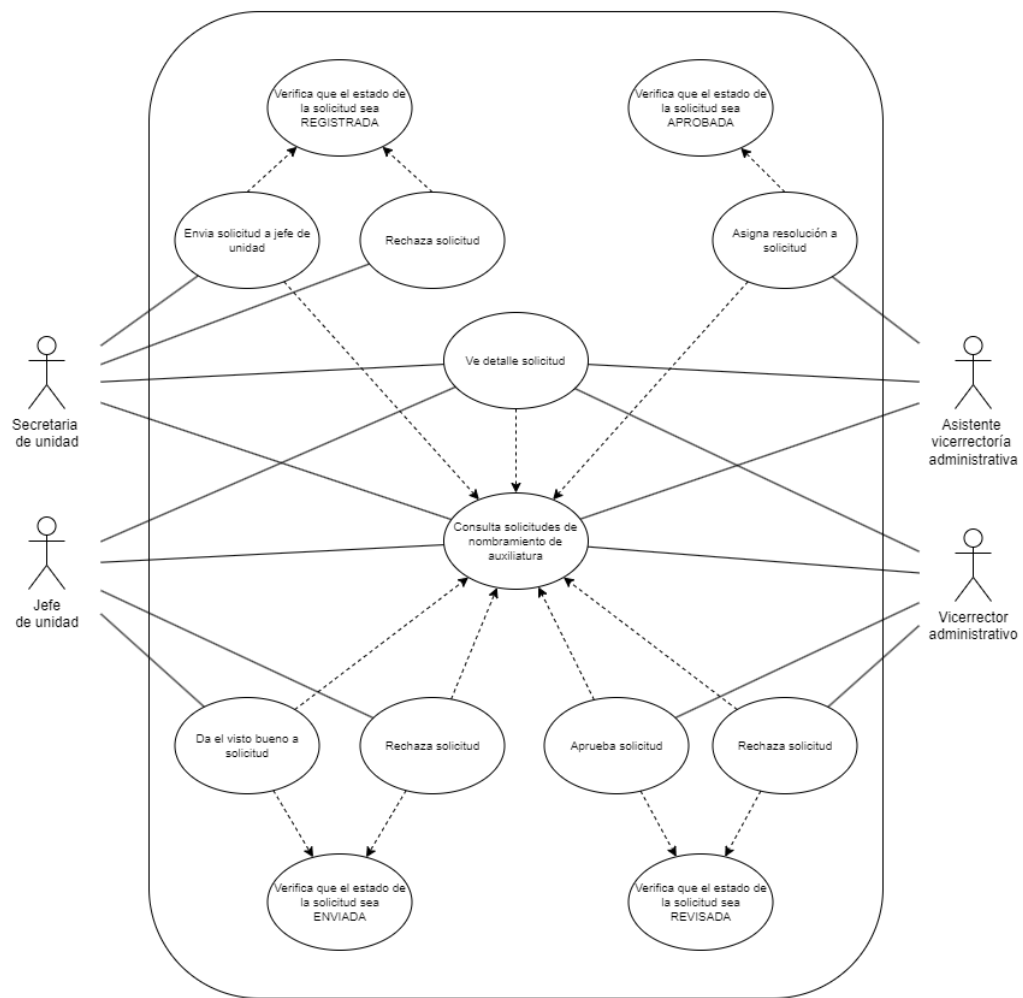 Verifica que el estado de
la solicitud sea
REGISTRADA
Verifica que el estado de
la solicitud sea
APROBADA
Envia solicitud a jefe de
unidad
Rechaza solicitud
Asigna resolución a
solicitud
Ve detalle solicitud
Secretaria
de unidad
Asistente
vicerrectoría
administrativa
Consulta solicitudes de
nombramiento de
auxiliatura
Jefe
de unidad
Vicerrector
administrativo
Da el visto bueno a
solicitud
Rechaza solicitud
Aprueba solicitud
Rechaza solicitud
Verifica que el estado de
la solicitud sea
ENVIADA
Verifica que el estado de
la solicitud sea
REVISADA